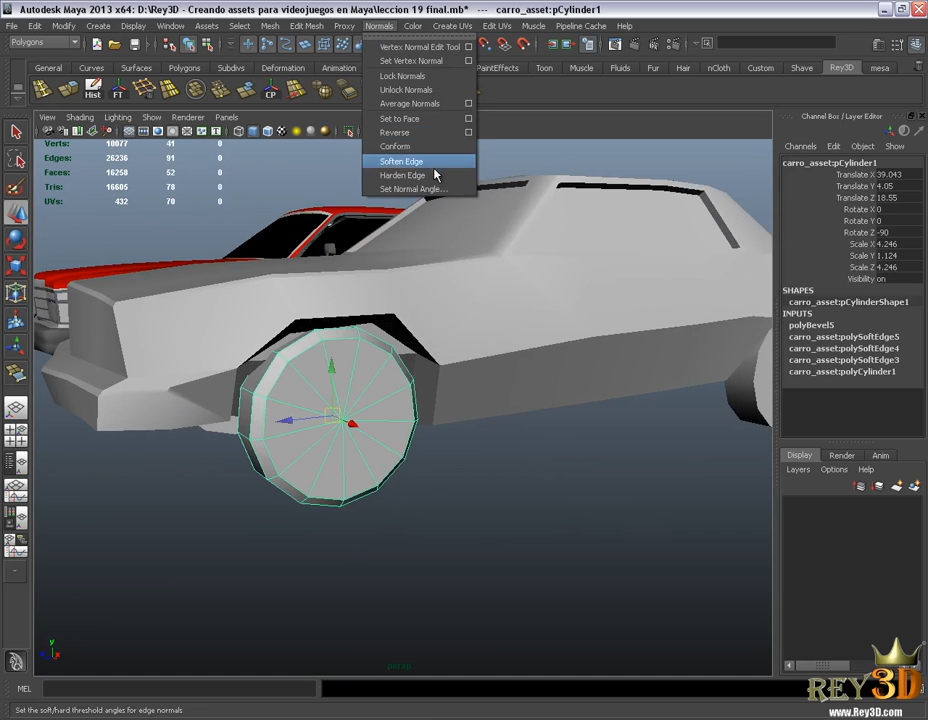 Autodesk Maya 2013 x64: D:\Rey3D - Creando assets para videojuegos en Maya\leccion 19 final.mb* --- carro_asset:pCylinder1
File Edit Modify Create Display Window Assets Select Mesh Edit Mesh Proxy Normals Color Create UVs Edit UVs Muscle Pipeline Cache Help
Polygons
General Curves Surfaces Polygons Subdivs Deformation Animation PaintEffects Toon Muscle Fluids Fur Hair nCloth Custom Shave Rey3D mesa
Hist FT CP
View Shading Lighting Show Renderer Panels
Verts: 10077 41 0
Edges: 26236 91 0
Faces: 16258 52 0
Tris: 16605 78 0
UVs: 432 70 0
Vertex Normal Edit Tool
Set Vertex Normal
Lock Normals
Unlock Normals
Average Normals
Set to Face
Reverse
Conform
Soften Edge
Harden Edge
Set Normal Angle...
Channel Box / Layer Editor
Channels Edit Object Show
carro_asset:pCylinder1
Translate X 39.043
Translate Y 4.05
Translate Z 18.55
Rotate X 0
Rotate Y 0
Rotate Z -90
Scale X 4.246
Scale Y 1.124
Scale Z 4.246
Visibility on
SHAPES
carro_asset:pCylinderShape1
INPUTS
polyBevel5
carro_asset:polySoftEdge5
carro_asset:polySoftEdge4
carro_asset:polySoftEdge3
carro_asset:polyCylinder1
Display Render Anim
Layers Options Help
y
x
persp
MEL
Set the soft/hard threshold angles for edge normals
REY3D
www.Rey3D.com